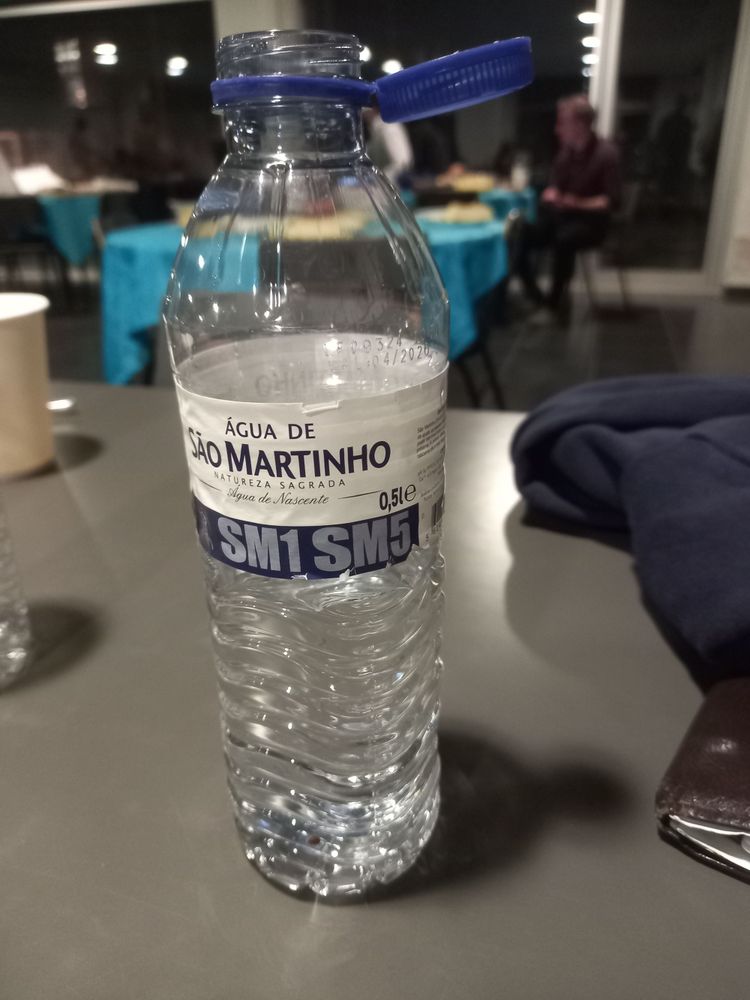 ÁGUA DE
SÃO MARTINHO
NATUREZA SAGRADA
Água de Nascente
0,5l e
SM1 SM5